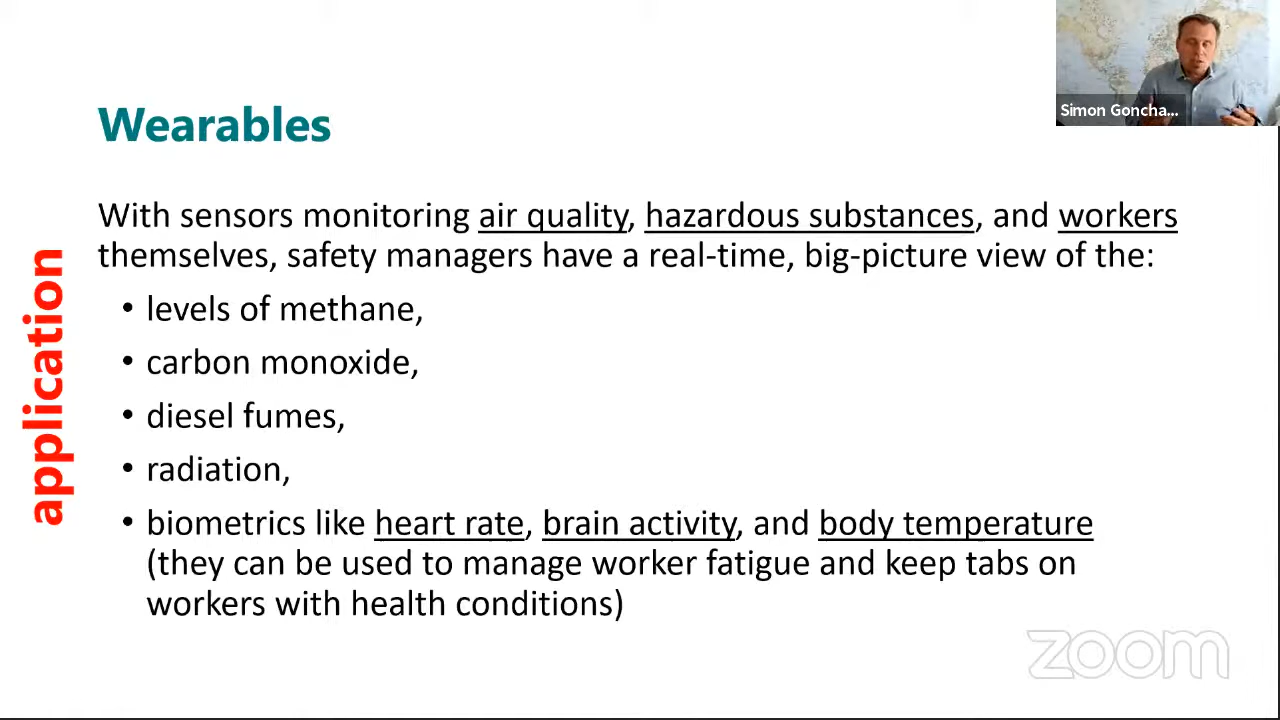 Simon Goncha...
Wearables
With sensors monitoring air quality, hazardous substances, and workers
themselves, safety managers have a real-time, big-picture view of the:
• levels of methane,
• carbon monoxide,
• diesel fumes,
• radiation,
• biometrics like heart rate, brain activity, and body temperature
(they can be used to manage worker fatigue and keep tabs on
workers with health conditions)
application
zoom